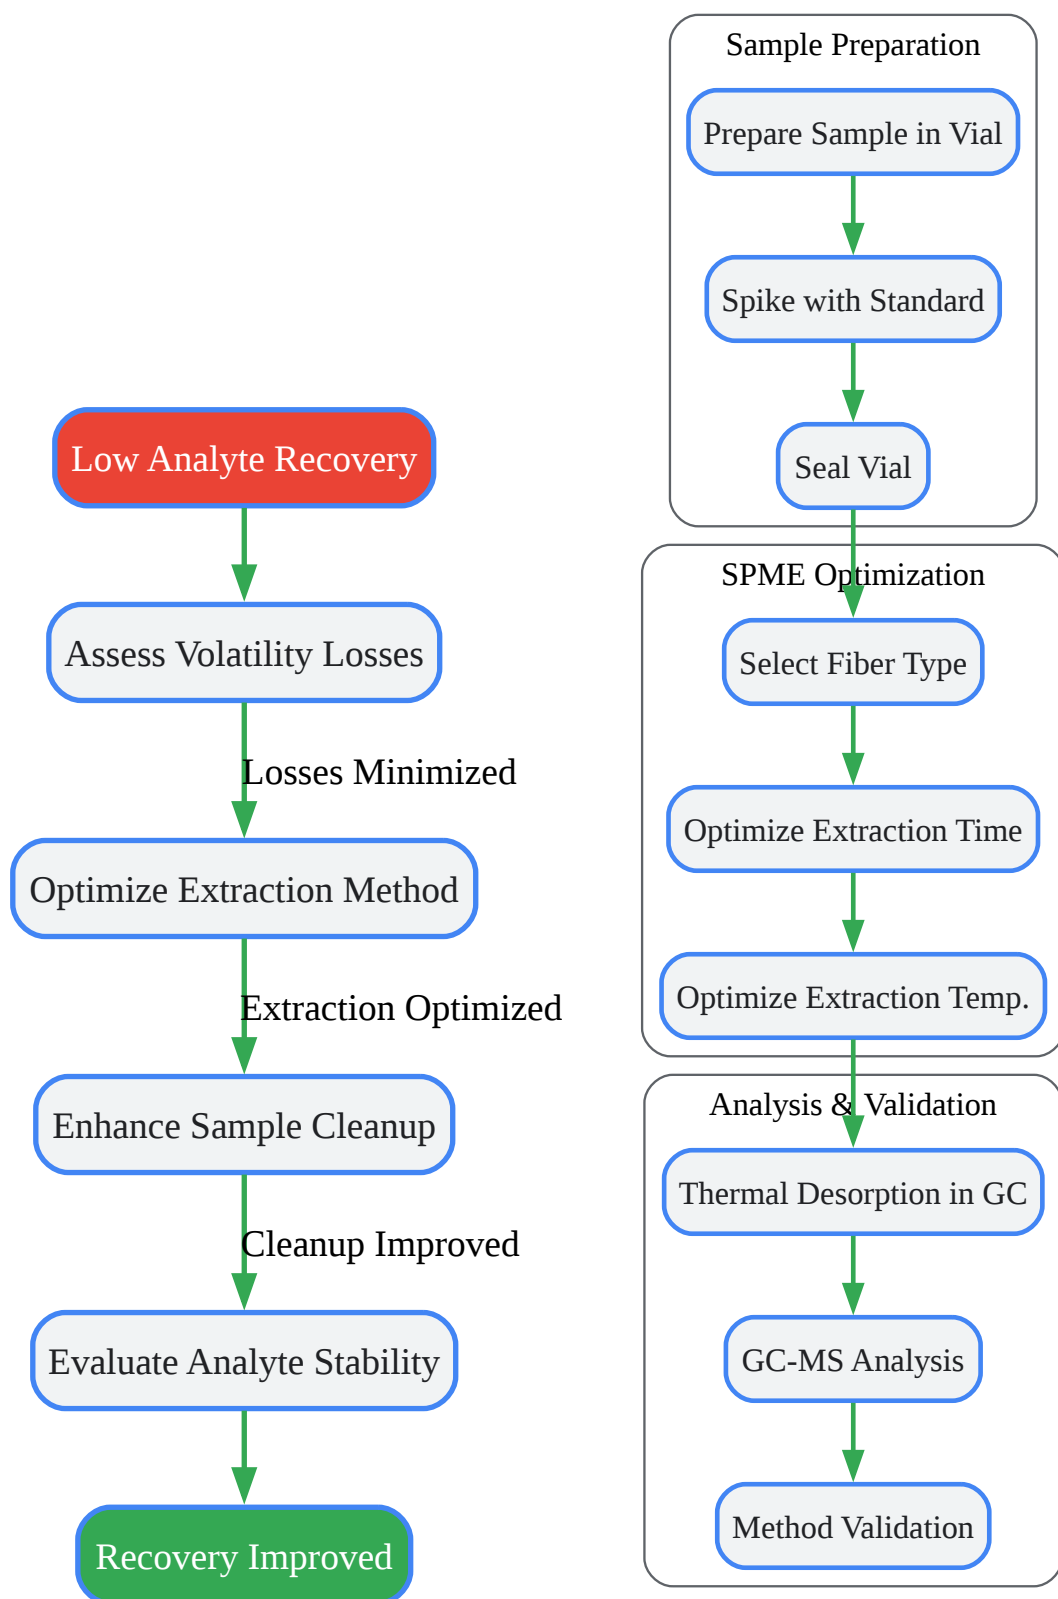 Low Analyte Recovery
Assess Volatility Losses
Losses Minimized
Optimize Extraction Method
Extraction Optimized
Enhance Sample Cleanup
Cleanup Improved
Evaluate Analyte Stability
Recovery Improved
Sample Preparation
Prepare Sample in Vial
Spike with Standard
Seal Vial
SPME Optimization
Select Fiber Type
Optimize Extraction Time
Optimize Extraction Temp.
Analysis & Validation
Thermal Desorption in GC
GC-MS Analysis
Method Validation